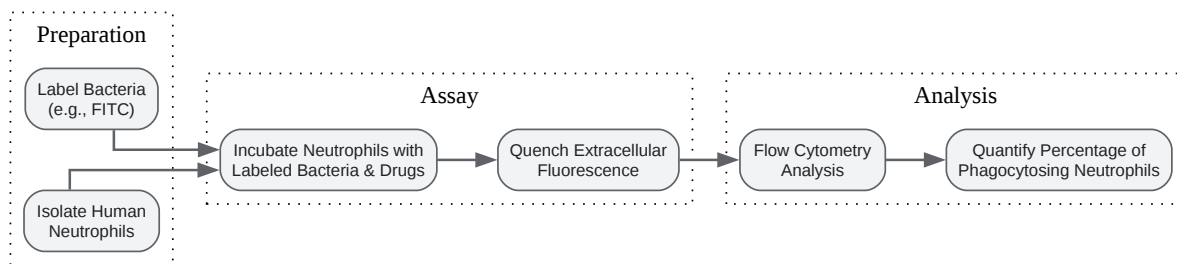 Preparation
Label Bacteria
(e.g., FITC)
Isolate Human
Neutrophils
Assay
Incubate Neutrophils with
Labeled Bacteria & Drugs
Quench Extracellular
Fluorescence
Analysis
Flow Cytometry
Analysis
Quantify Percentage of
Phagocytosing Neutrophils